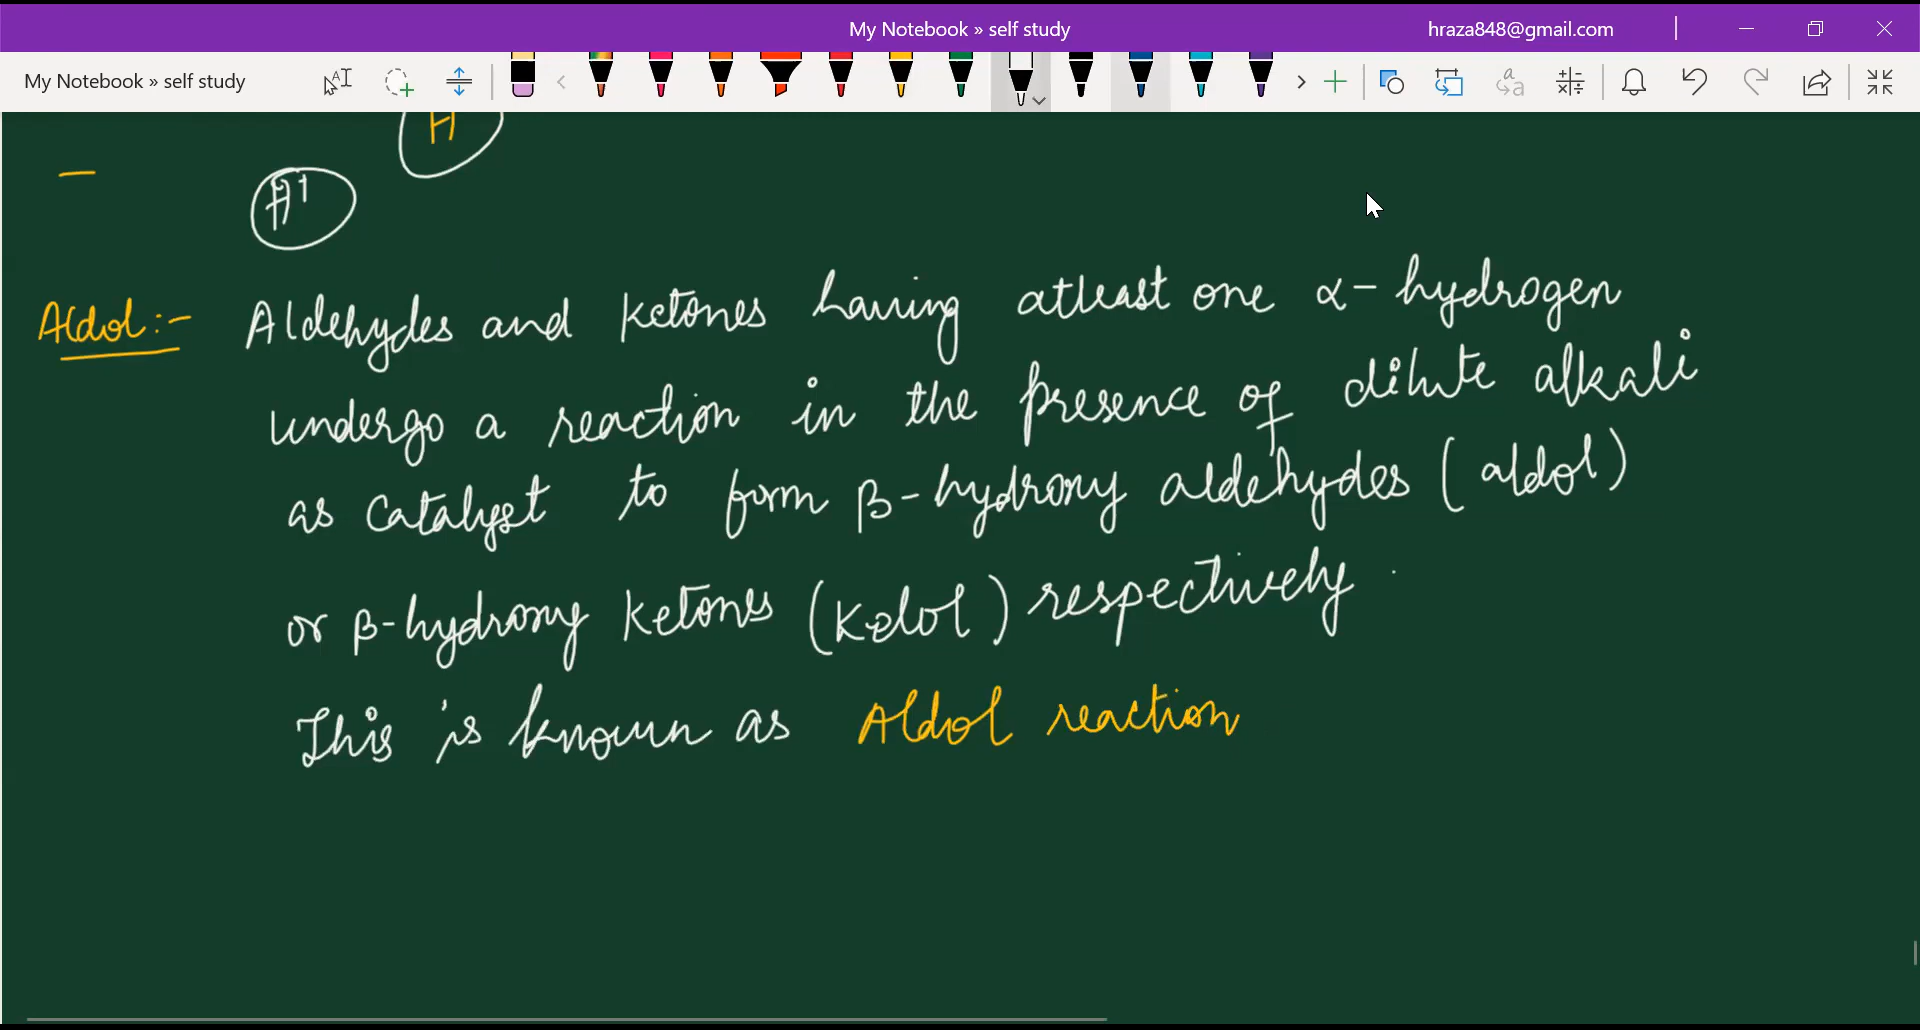 My Notebook » self study
hraza848@gmail.com
My Notebook » self study
H
Aldol:- Aldehydes and ketones having atleast one α-hydrogen
undergo a reaction in the presence of dilute alkali
as catalyst to form β-hydroxy aldehydes (aldol)
or β-hydroxy ketones (Ketol) respectively.
This is known as Aldol reaction